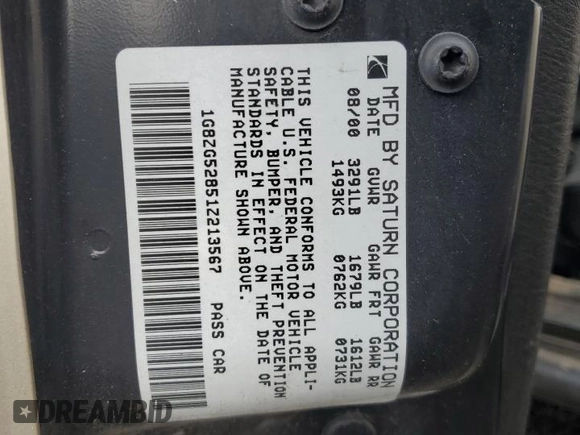 MFD BY SATURN CORPORATION
DATE GVWR GAWR FRT GAWR RR
08/00 3291LB 1679LB 1612LB
1493KG 0762KG 0731KG
THIS VEHICLE CONFORMS TO ALL APPLI-
CABLE U.S. FEDERAL MOTOR VEHICLE
SAFETY, BUMPER, AND THEFT PREVENTION
STANDARDS IN EFFECT ON THE DATE OF
MANUFACTURE SHOWN ABOVE.
1G8ZG52851Z213567 PASS CAR
DREAMBID